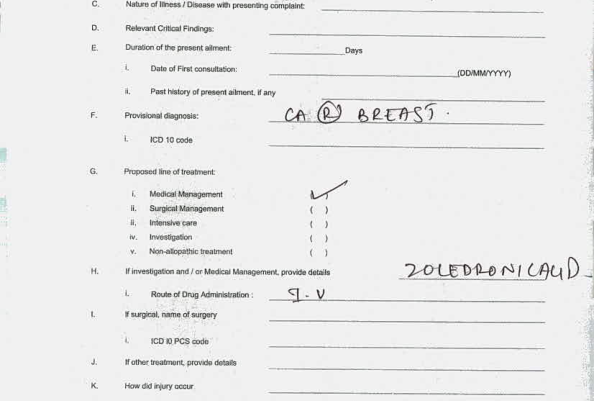 C. Nature of Illness / Disease with presenting complaint:
D. Relevant Critical Findings:
E. Duration of the present ailment: Days
i. Date of First consultation: (DD/MM/YYYY)
ii. Past history of present ailment, if any
F. Provisional diagnosis: CA (R) BREAST.
i. ICD 10 code
G. Proposed line of treatment:
i. Medical Management (✓)
ii. Surgical Management ( )
ii. Intensive care ( )
iv. Investigation ( )
v. Non-allopathic treatment ( )
H. If investigation and / or Medical Management, provide details ZOLEDRONICACID
i. Route of Drug Administration : I.V
I. If surgical, name of surgery
i. ICD I0 PCS code
J. If other treatment, provide details
K. How did injury occur